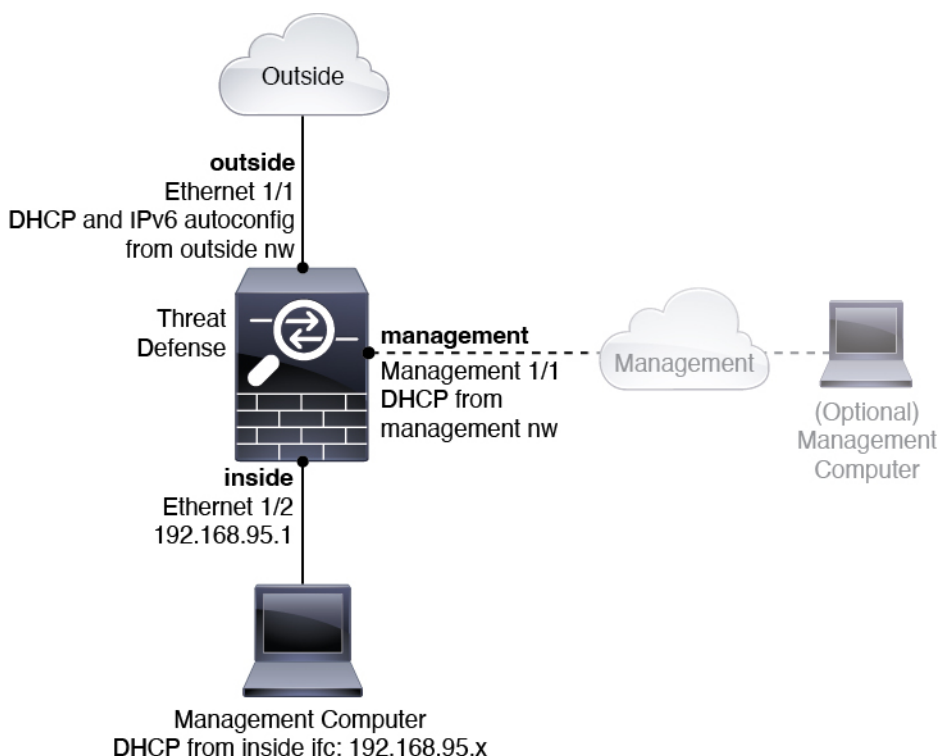 Outside
outside
Ethernet 1/1
DHCP and IPv6 autoconfig
from outside nw
Threat
Defense
management
Management 1/1
DHCP from
management nw
Management
(Optional)
Management
Computer
inside
Ethernet 1/2
192.168.95.1
Management Computer
DHCP from inside ifc: 192.168.95.x